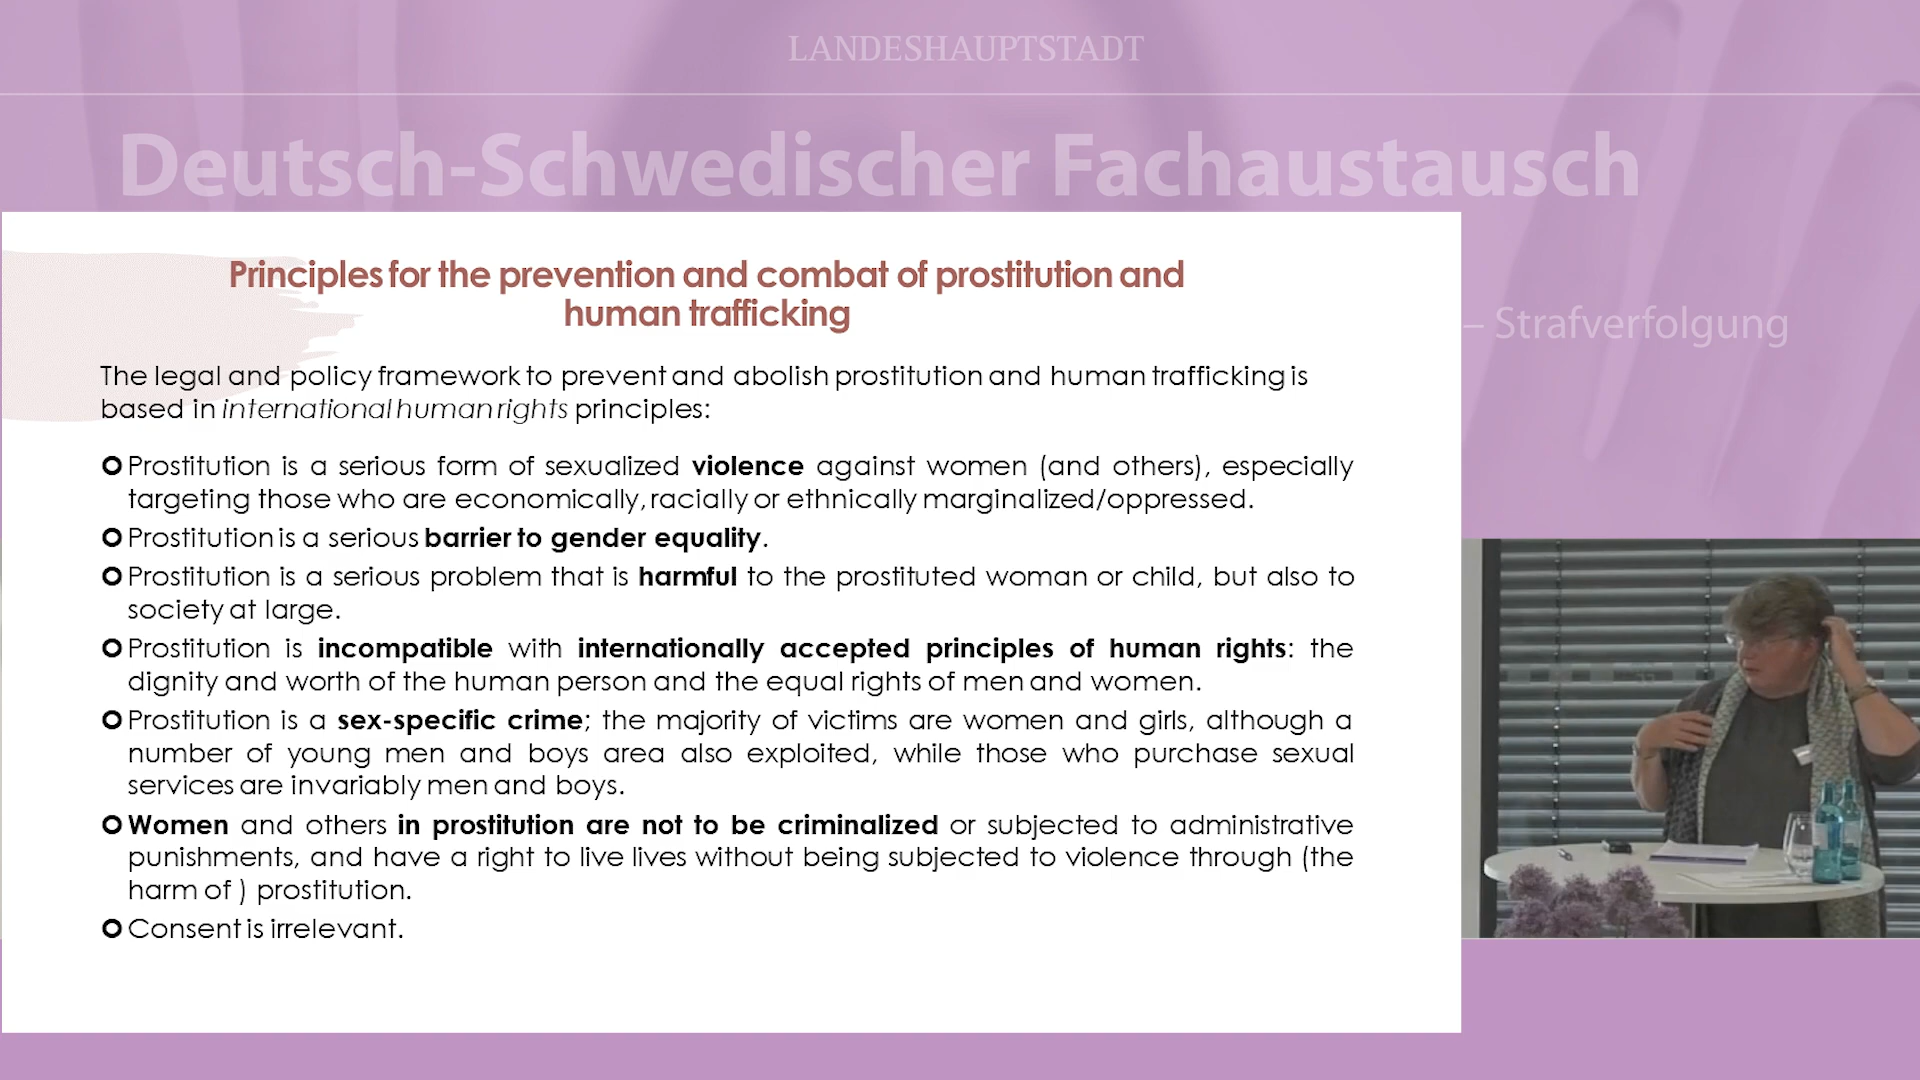 LANDESHAUPTSTADT
Deutsch-Schwedischer Fachaustausch
– Strafverfolgung
Principles for the prevention and combat of prostitution and
human trafficking
The legal and policy framework to prevent and abolish prostitution and human trafficking is
based in international human rights principles:
Prostitution is a serious form of sexualized violence against women (and others), especially
targeting those who are economically, racially or ethnically marginalized/oppressed.
Prostitution is a serious barrier to gender equality.
Prostitution is a serious problem that is harmful to the prostituted woman or child, but also to
society at large.
Prostitution is incompatible with internationally accepted principles of human rights: the
dignity and worth of the human person and the equal rights of men and women.
Prostitution is a sex-specific crime; the majority of victims are women and girls, although a
number of young men and boys area also exploited, while those who purchase sexual
services are invariably men and boys.
Women and others in prostitution are not to be criminalized or subjected to administrative
punishments, and have a right to live lives without being subjected to violence through (the
harm of ) prostitution.
Consent is irrelevant.